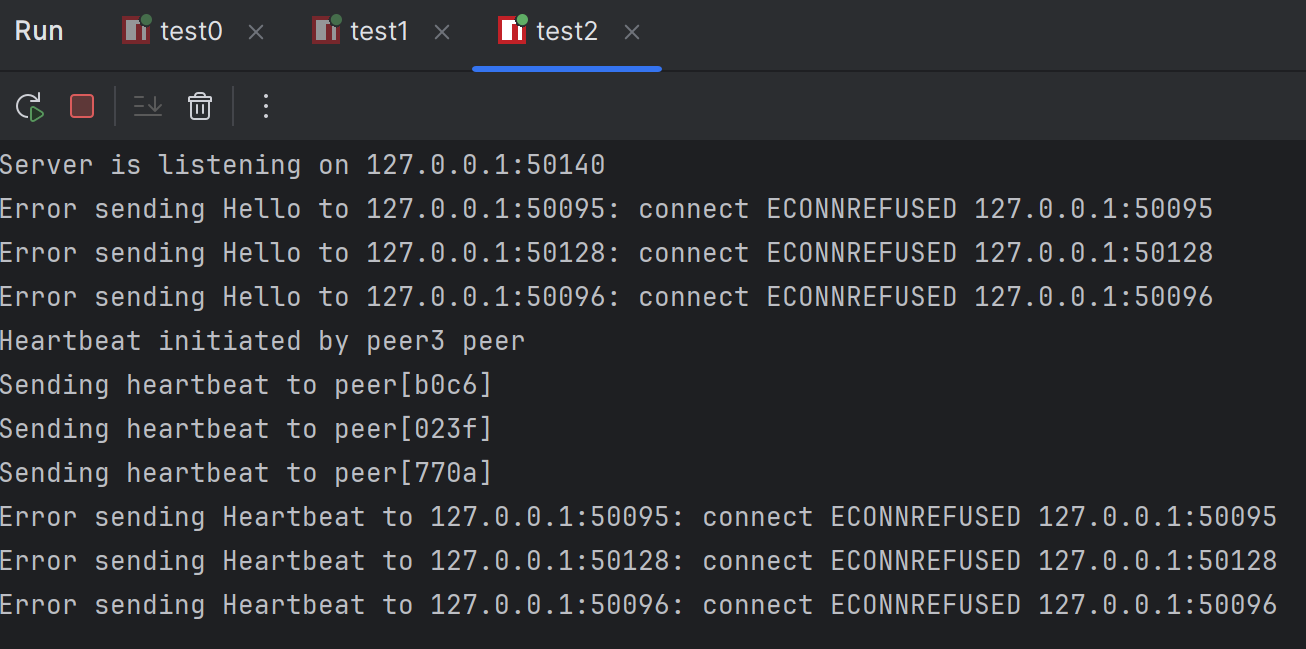 Run test0 test1 test2
Server is listening on 127.0.0.1:50140
Error sending Hello to 127.0.0.1:50095: connect ECONNREFUSED 127.0.0.1:50095
Error sending Hello to 127.0.0.1:50128: connect ECONNREFUSED 127.0.0.1:50128
Error sending Hello to 127.0.0.1:50096: connect ECONNREFUSED 127.0.0.1:50096
Heartbeat initiated by peer3 peer
Sending heartbeat to peer[b0c6]
Sending heartbeat to peer[023f]
Sending heartbeat to peer[770a]
Error sending Heartbeat to 127.0.0.1:50095: connect ECONNREFUSED 127.0.0.1:50095
Error sending Heartbeat to 127.0.0.1:50128: connect ECONNREFUSED 127.0.0.1:50128
Error sending Heartbeat to 127.0.0.1:50096: connect ECONNREFUSED 127.0.0.1:50096